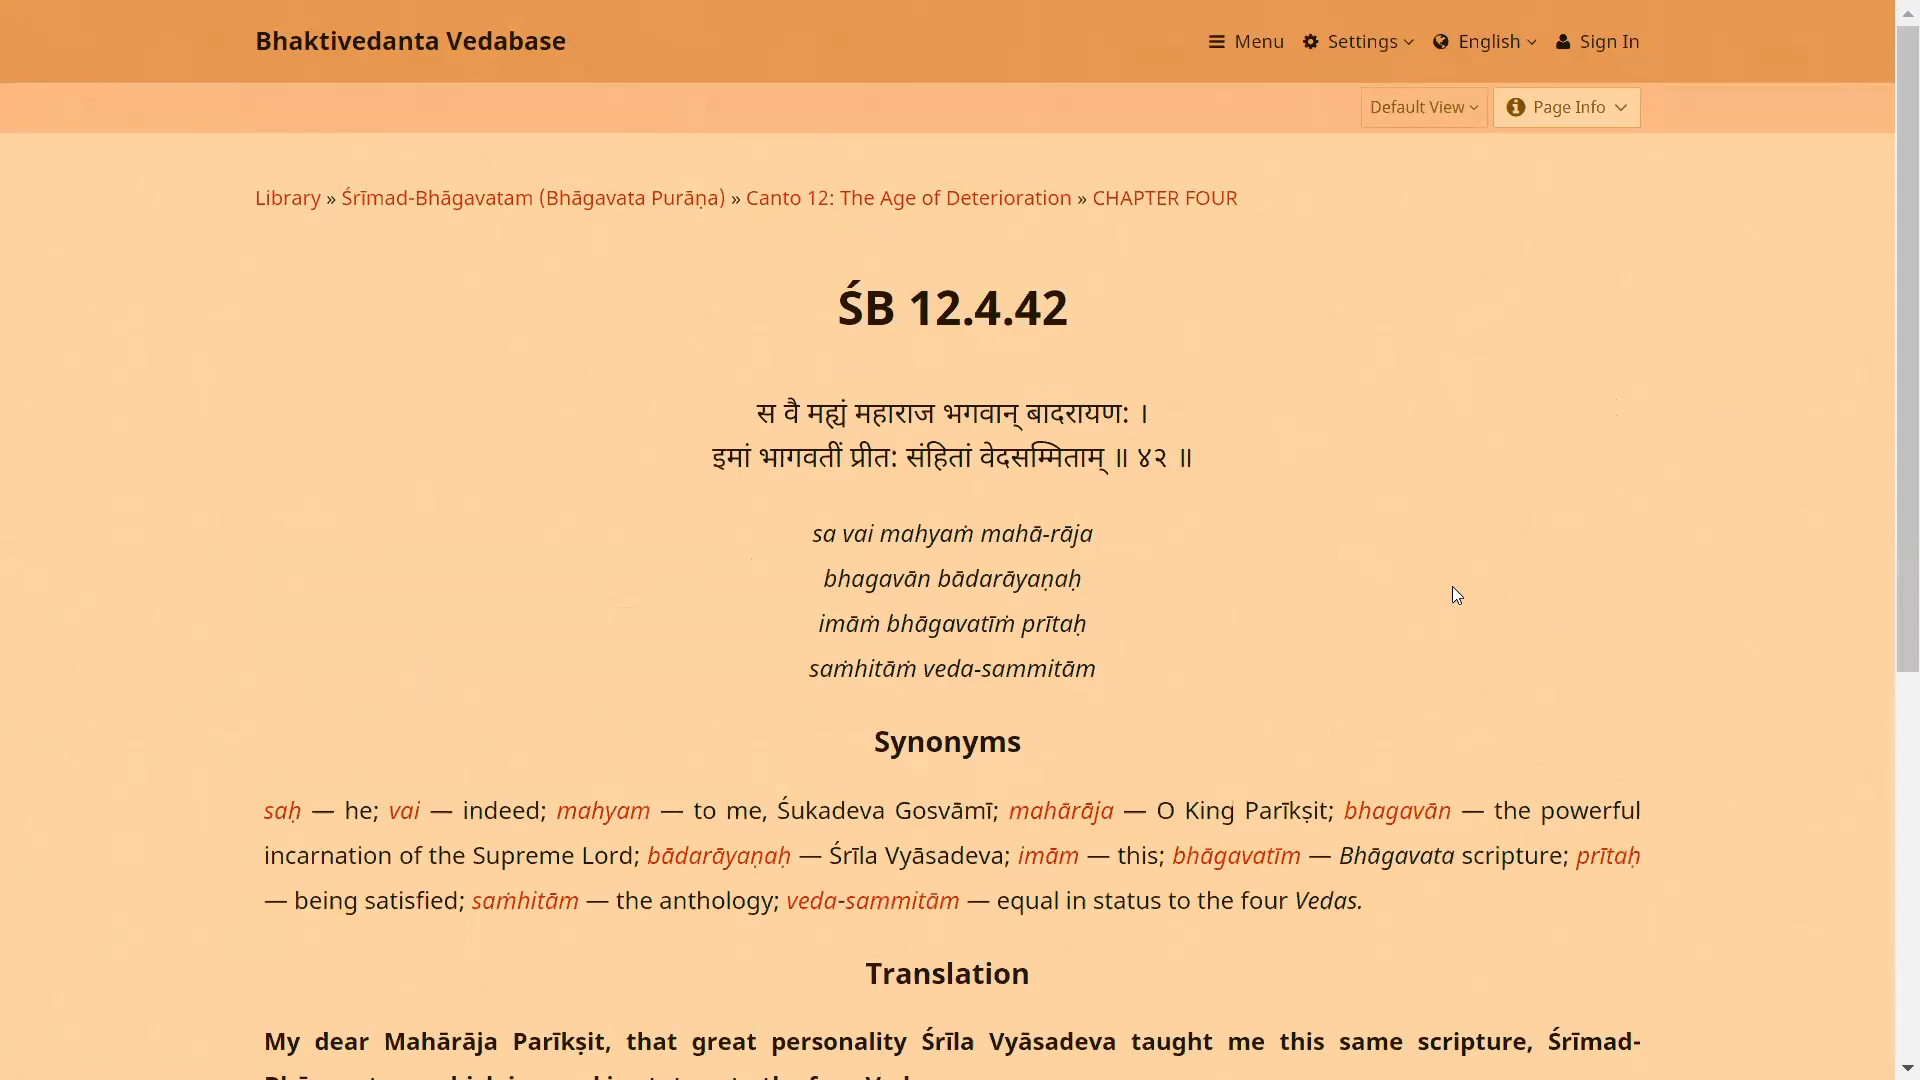 Bhaktivedanta Vedabase
Menu Settings English Sign In
Default View Page Info
Library » Śrīmad-Bhāgavatam (Bhāgavata Purāṇa) » Canto 12: The Age of Deterioration » CHAPTER FOUR
ŚB 12.4.42
स वै मह्यं महाराज भगवान् बादरायण: ।
इमां भागवतीं प्रीत: संहितां वेदसम्मिताम् ॥ ४२ ॥
sa vai mahyaṁ mahā-rāja
bhagavān bādarāyaṇaḥ
imāṁ bhāgavatīṁ prītaḥ
saṁhitāṁ veda-sammitām
Synonyms
saḥ — he; vai — indeed; mahyam — to me, Śukadeva Gosvāmī; mahārāja — O King Parīkṣit; bhagavān — the powerful
incarnation of the Supreme Lord; bādarāyaṇaḥ — Śrīla Vyāsadeva; imām — this; bhāgavatīm — Bhāgavata scripture; prītaḥ
— being satisfied; saṁhitām — the anthology; veda-sammitām — equal in status to the four Vedas.
Translation
My dear Mahārāja Parīkṣit, that great personality Śrīla Vyāsadeva taught me this same scripture, Śrīmad-